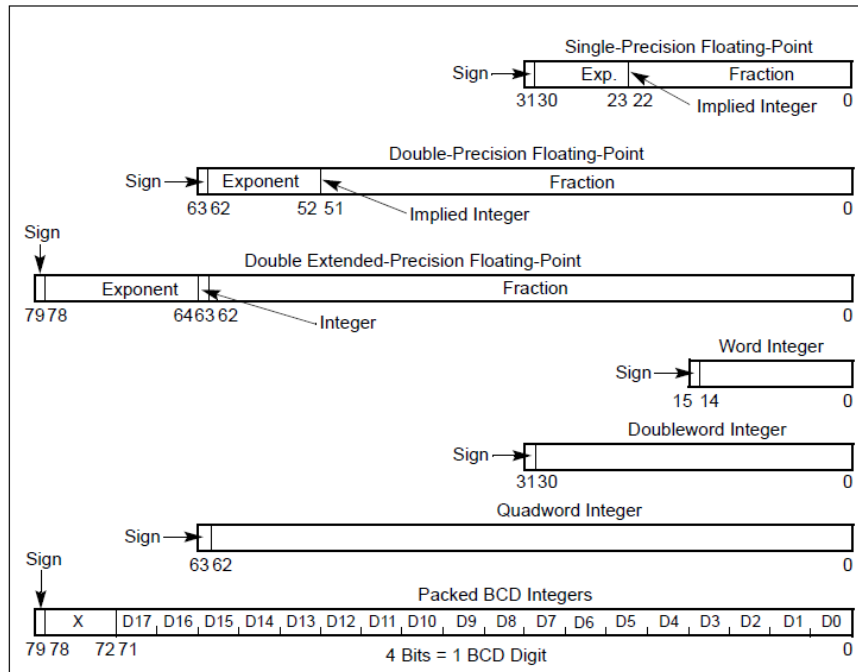 Single-Precision Floating-Point
Sign
Exp. Fraction
31 30 23 22 Implied Integer 0
Double-Precision Floating-Point
Sign Exponent Fraction
63 62 52 51 Implied Integer 0
Sign
Double Extended-Precision Floating-Point
Exponent Fraction
79 78 64 63 62 Integer 0
Word Integer
Sign
15 14 0
Doubleword Integer
Sign
31 30 0
Quadword Integer
Sign
63 62 0
Sign
Packed BCD Integers
X D17 D16 D15 D14 D13 D12 D11 D10 D9 D8 D7 D6 D5 D4 D3 D2 D1 D0
79 78 72 71 4 Bits = 1 BCD Digit 0